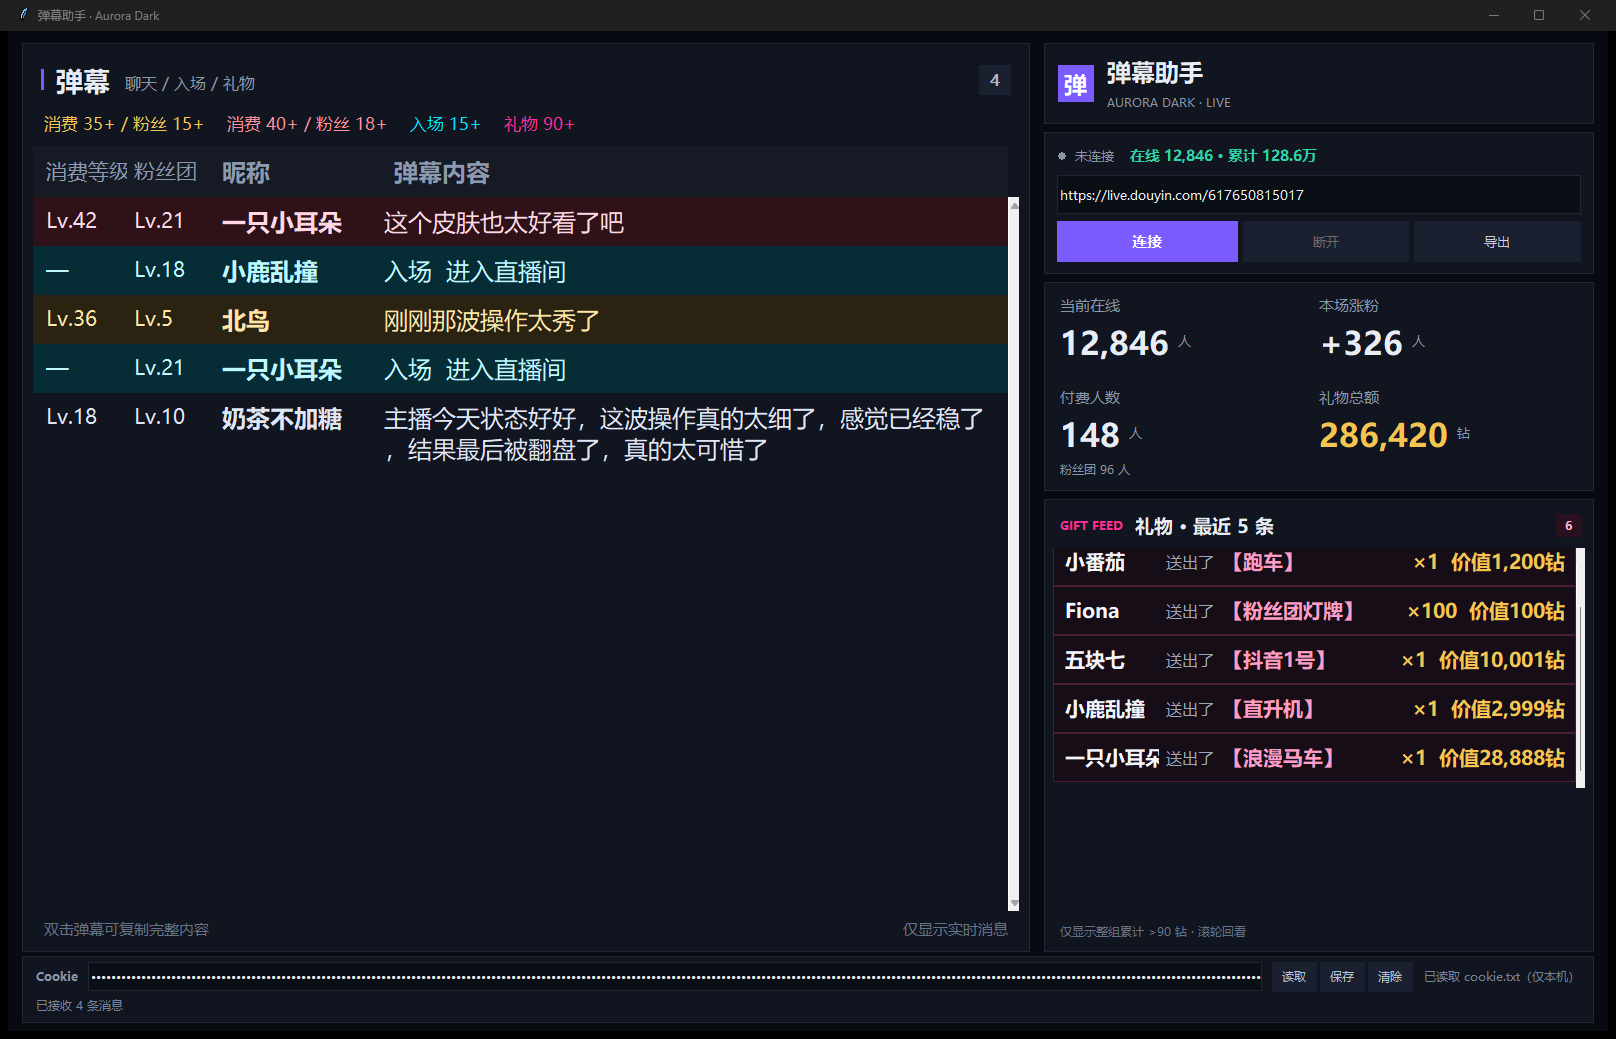 弹幕助手 · Aurora Dark
弹幕 聊天 / 入场 / 礼物 4
消费 35+ / 粉丝 15+ 消费 40+ / 粉丝 18+ 入场 15+ 礼物 90+
消费等级 粉丝团 昵称 弹幕内容
Lv.42 Lv.21 一只小耳朵 这个皮肤也太好看了吧
— Lv.18 小鹿乱撞 入场 进入直播间
Lv.36 Lv.5 北鸟 刚刚那波操作太秀了
— Lv.21 一只小耳朵 入场 进入直播间
Lv.18 Lv.10 奶茶不加糖 主播今天状态好好，这波操作真的太细了，感觉已经稳了
，结果最后被翻盘了，真的太可惜了
双击弹幕可复制完整内容 仅显示实时消息
弹 弹幕助手
AURORA DARK · LIVE
未连接 在线 12,846 • 累计 128.6万
https://live.douyin.com/617650815017
连接 断开 导出
当前在线 本场涨粉
12,846 人 +326 人
付费人数 礼物总额
148 人 286,420 钻
粉丝团 96 人
GIFT FEED 礼物 • 最近 5 条 6
小番茄 送出了 【跑车】 ×1 价值1,200钻
Fiona 送出了 【粉丝团灯牌】 ×100 价值100钻
五块七 送出了 【抖音1号】 ×1 价值10,001钻
小鹿乱撞 送出了 【直升机】 ×1 价值2,999钻
一只小耳朵 送出了 【浪漫马车】 ×1 价值28,888钻
仅显示整组累计 >90 钻 · 滚轮回看
Cookie 读取 保存 清除 已读取 cookie.txt（仅本机）
已接收 4 条消息